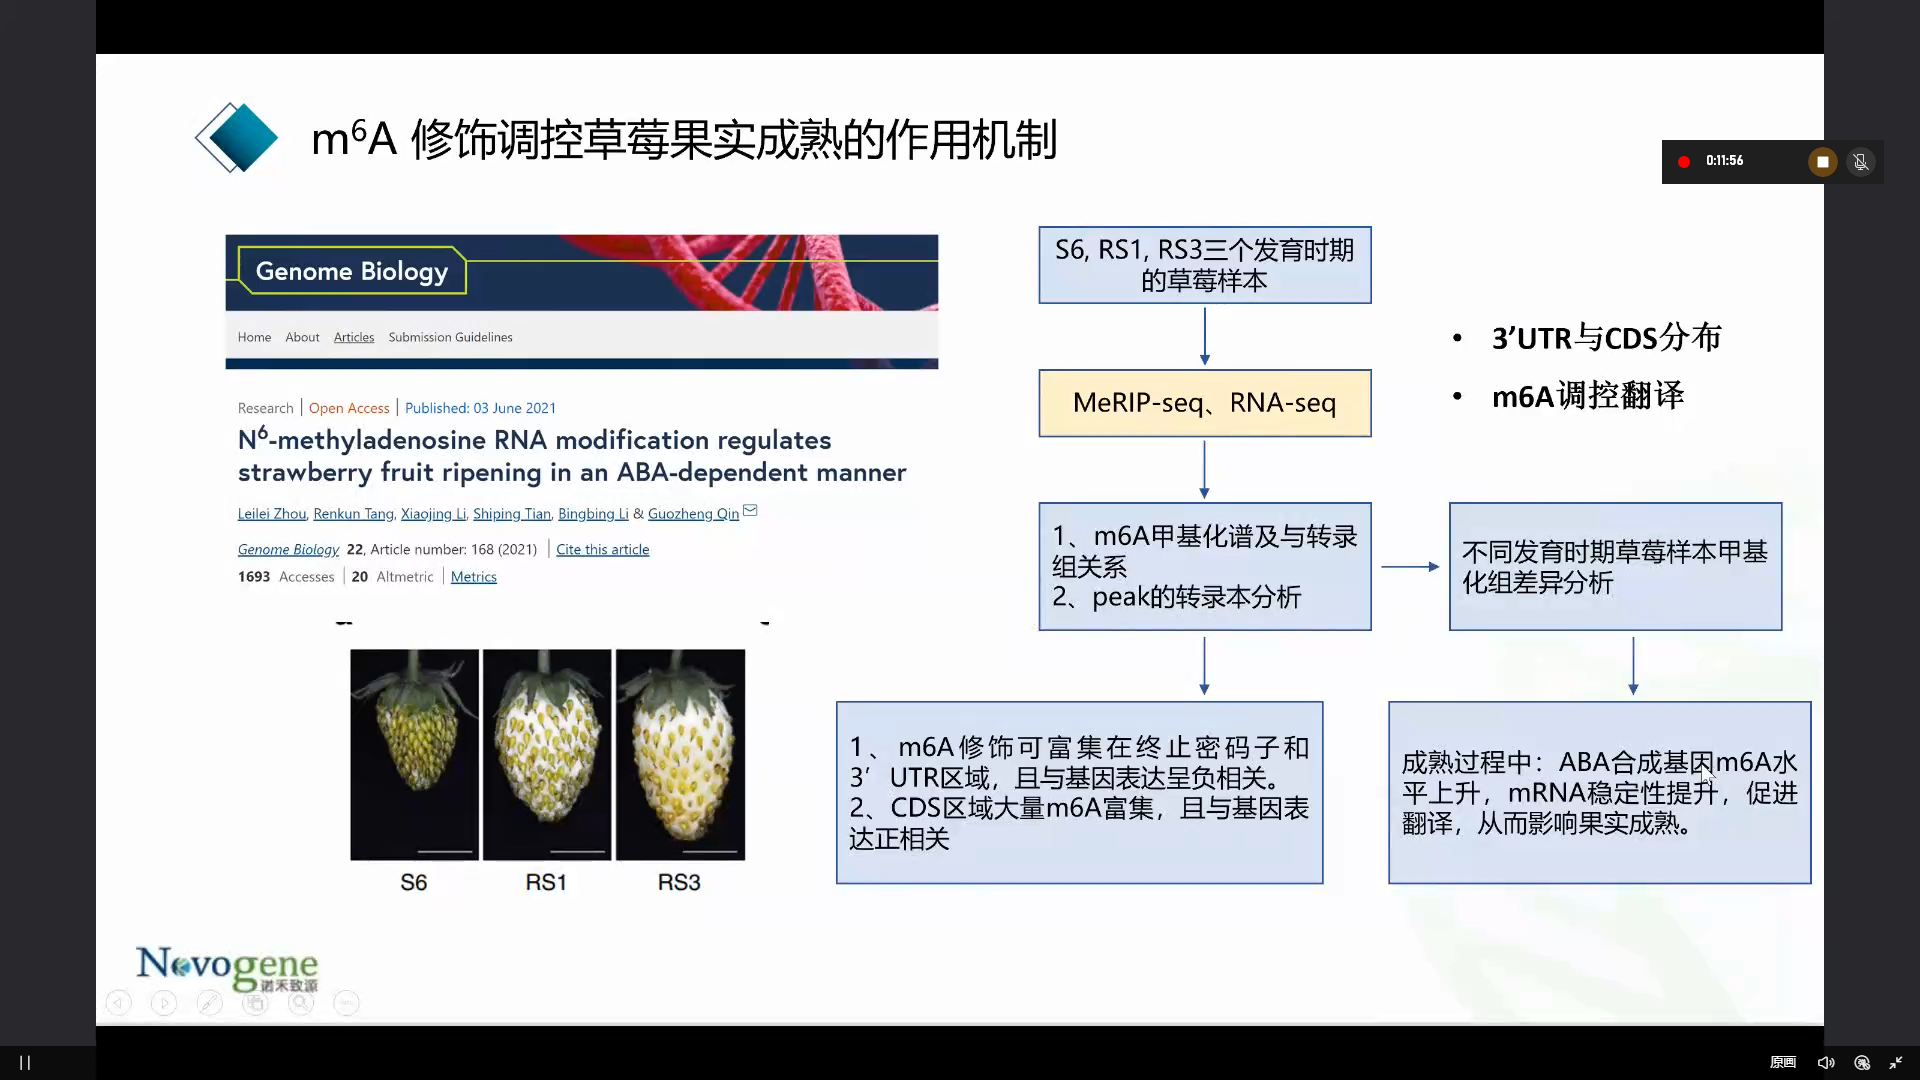 m⁶A 修饰调控草莓果实成熟的作用机制
0:11:56
Genome Biology
Home About Articles Submission Guidelines
Research | Open Access | Published: 03 June 2021
N⁶-methyladenosine RNA modification regulates
strawberry fruit ripening in an ABA-dependent manner
Leilei Zhou, Renkun Tang, Xiaojing Li, Shiping Tian, Bingbing Li & Guozheng Qin
Genome Biology 22, Article number: 168 (2021) | Cite this article
1693 Accesses | 20 Altmetric | Metrics
S6
RS1
RS3
S6, RS1, RS3三个发育时期
的草莓样本
MeRIP-seq、RNA-seq
• 3’UTR与CDS分布
• m6A调控翻译
1、m6A甲基化谱及与转录
组关系
2、peak的转录本分析
不同发育时期草莓样本甲基
化组差异分析
1、m6A修饰可富集在终止密码子和
3’ UTR区域，且与基因表达呈负相关。
2、CDS区域大量m6A富集，且与基因表
达正相关
成熟过程中：ABA合成基因m6A水
平上升，mRNA稳定性提升，促进
翻译，从而影响果实成熟。
Novogene
诺禾致源
原画